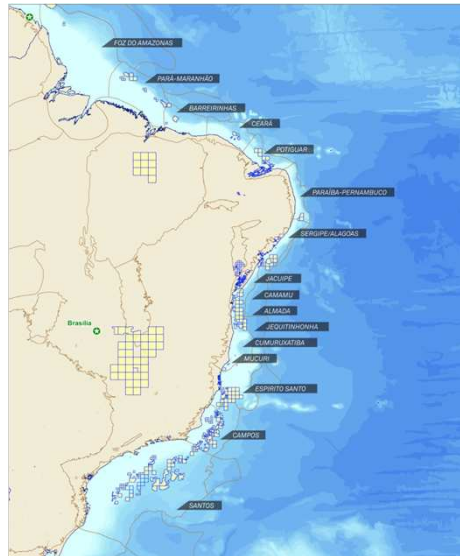 FOZ DO AMAZONAS
PARÁ-MARANHÃO
BARREIRINHAS
CEARÁ
POTIGUAR
PARAÍBA-PERNAMBUCO
SERGIPE/ALAGOAS
JACUIPE
CAMAMU
ALMADA
JEQUITINHONHA
Brasília
CUMURUXATIBA
MUCURI
ESPIRITO SANTO
CAMPOS
SANTOS